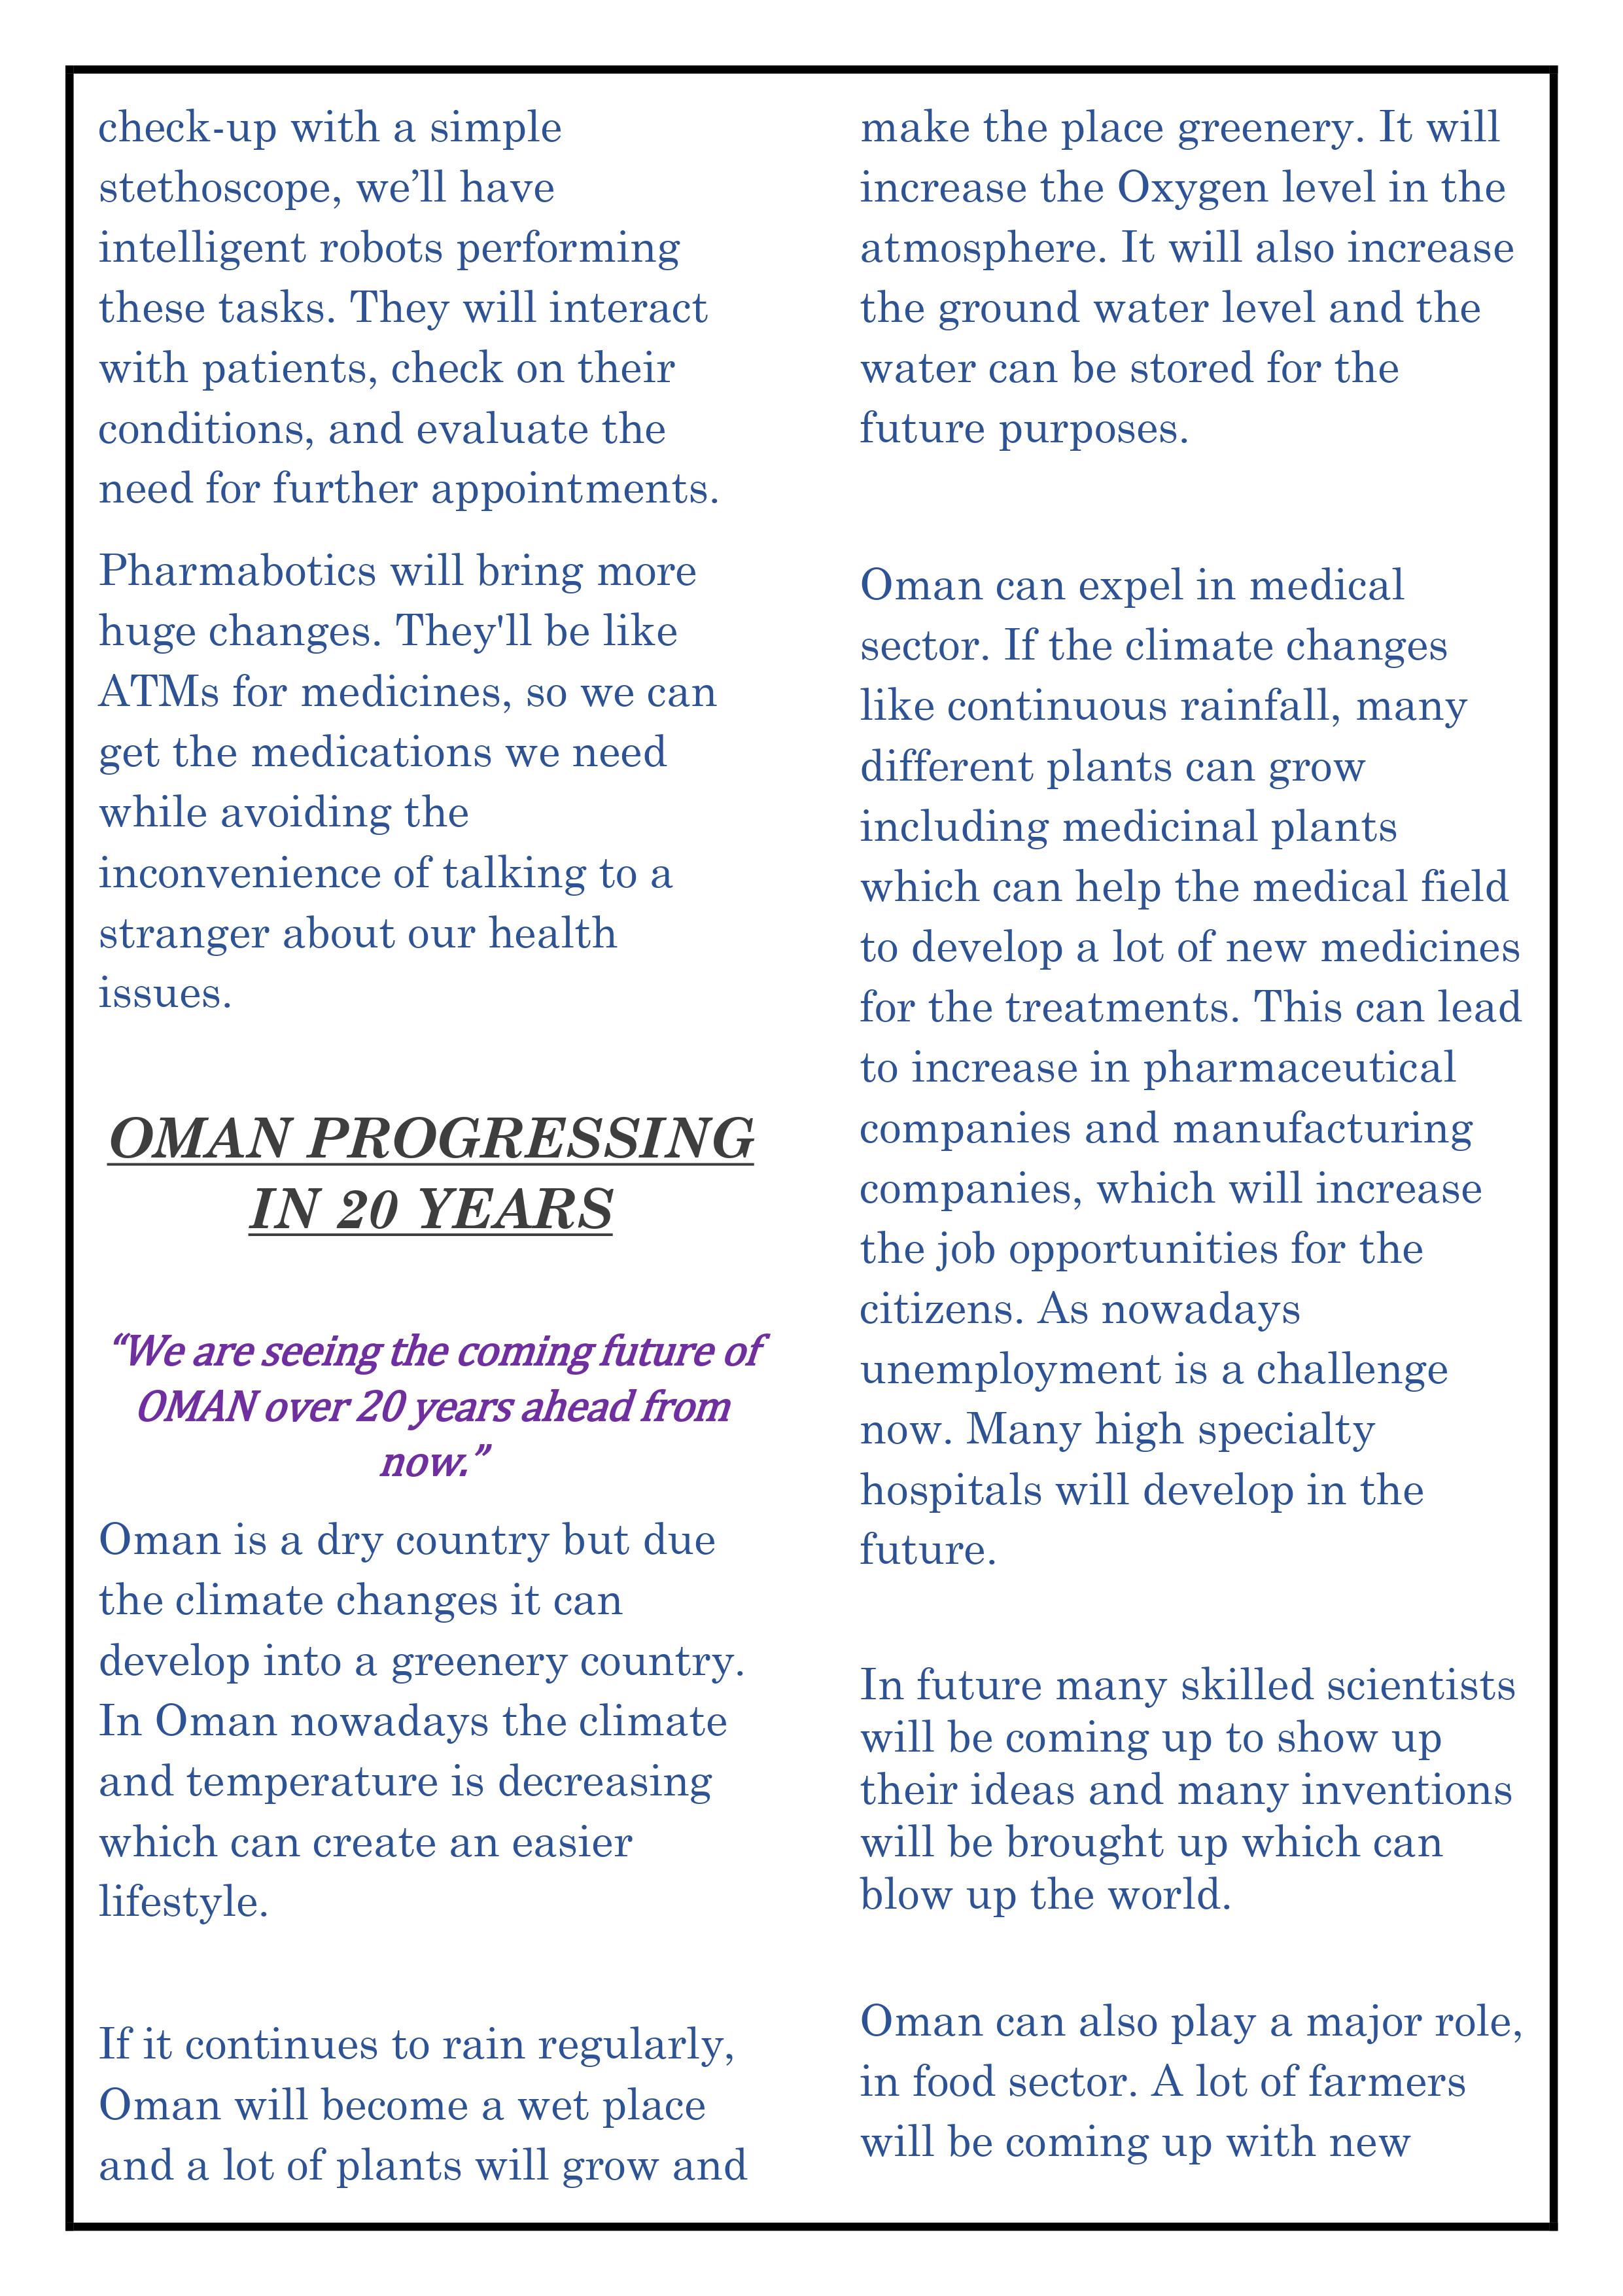 check-up with a simple
stethoscope, we’ll have
intelligent robots performing
these tasks. They will interact
with patients, check on their
conditions, and evaluate the
need for further appointments.
Pharmabotics will bring more
huge changes. They'll be like
ATMs for medicines, so we can
get the medications we need
while avoiding the
inconvenience of talking to a
stranger about our health
issues.
OMAN PROGRESSING
IN 20 YEARS
“We are seeing the coming future of
OMAN over 20 years ahead from
now.”
Oman is a dry country but due
the climate changes it can
develop into a greenery country.
In Oman nowadays the climate
and temperature is decreasing
which can create an easier
lifestyle.
If it continues to rain regularly,
Oman will become a wet place
and a lot of plants will grow and
make the place greenery. It will
increase the Oxygen level in the
atmosphere. It will also increase
the ground water level and the
water can be stored for the
future purposes.
Oman can expel in medical
sector. If the climate changes
like continuous rainfall, many
different plants can grow
including medicinal plants
which can help the medical field
to develop a lot of new medicines
for the treatments. This can lead
to increase in pharmaceutical
companies and manufacturing
companies, which will increase
the job opportunities for the
citizens. As nowadays
unemployment is a challenge
now. Many high specialty
hospitals will develop in the
future.
In future many skilled scientists
will be coming up to show up
their ideas and many inventions
will be brought up which can
blow up the world.
Oman can also play a major role,
in food sector. A lot of farmers
will be coming up with new